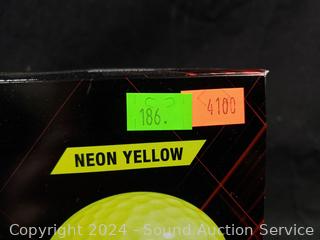 186.
4100
NEON YELLOW
Copyright 2024 - Sound Auction Service